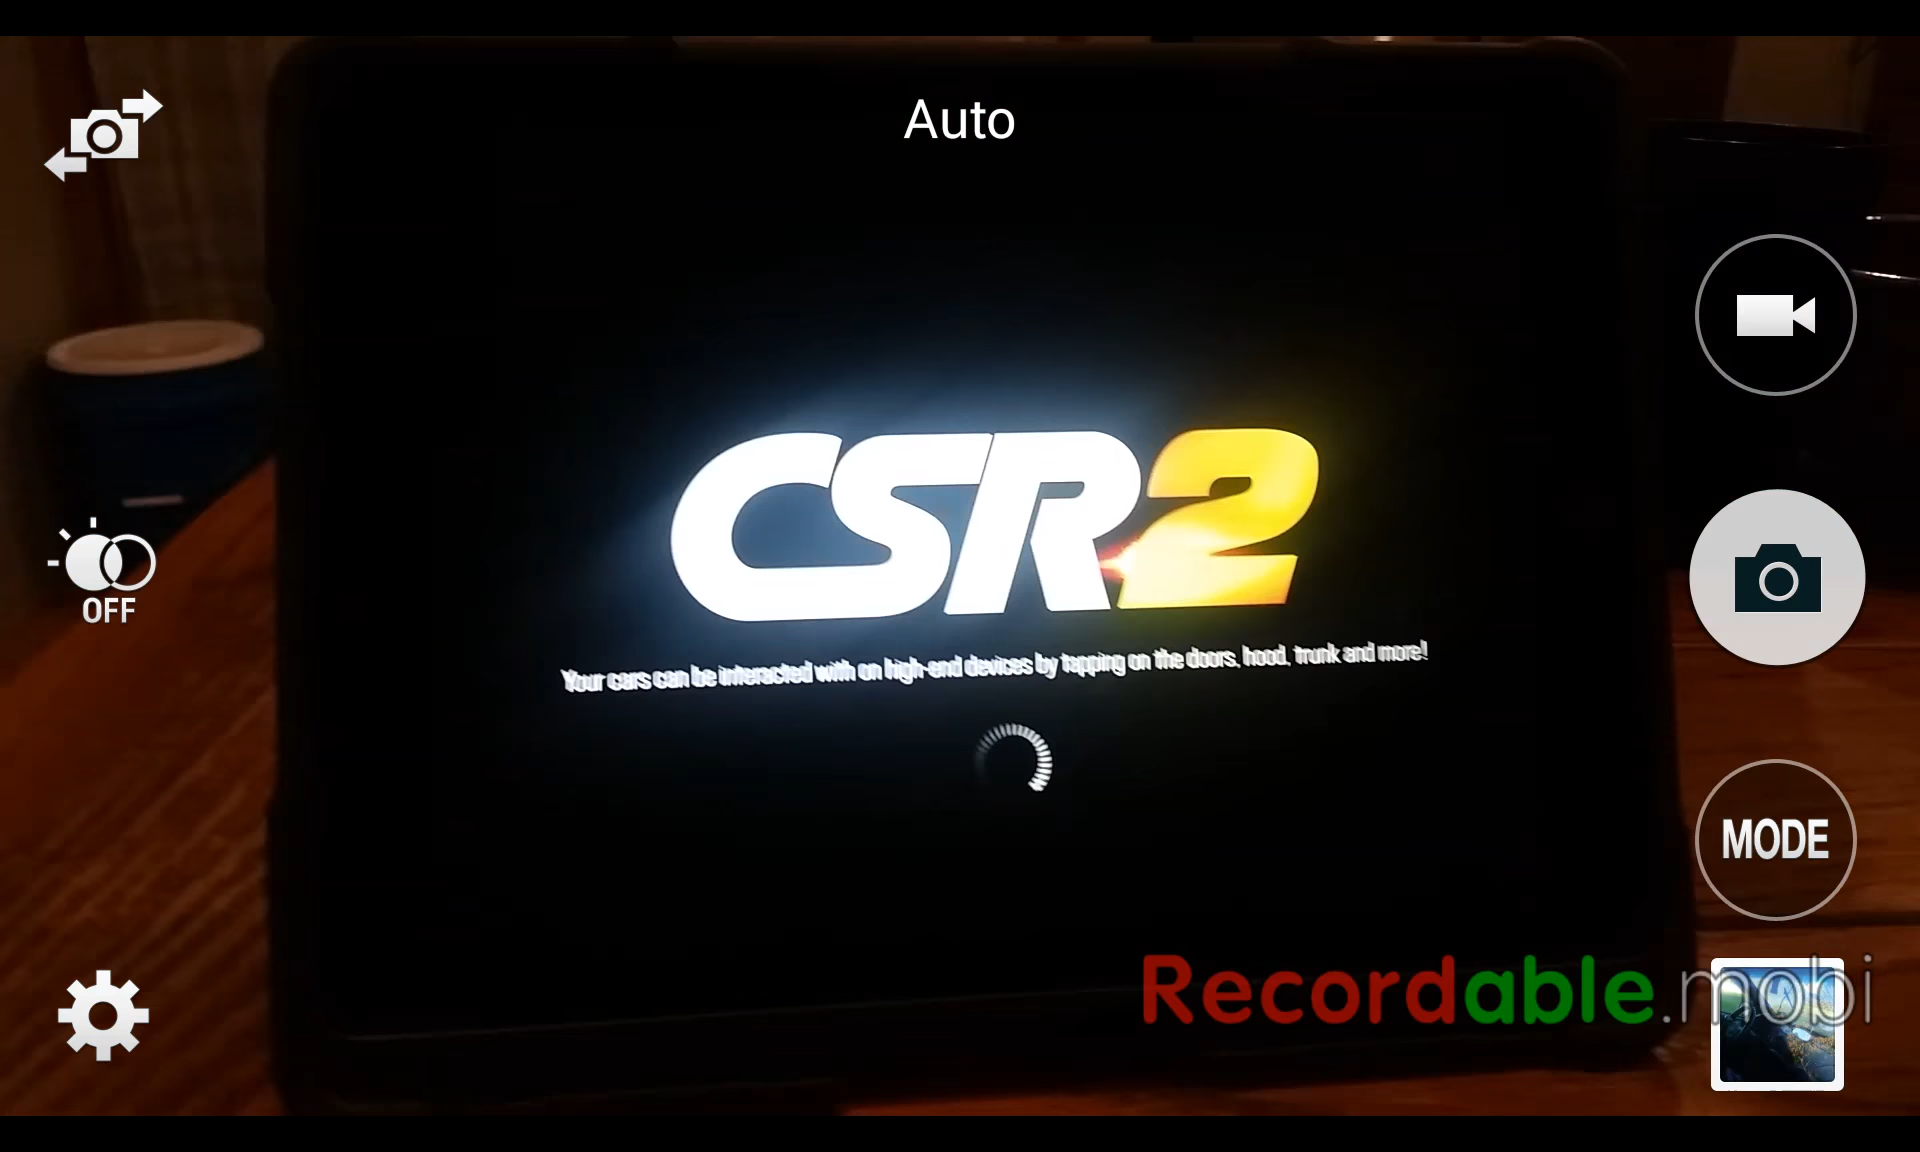 Auto
CSR2
Your cars can be interacted with on high-end devices by tapping on the doors, hood, trunk and more!
OFF
MODE
Recordable.mobi